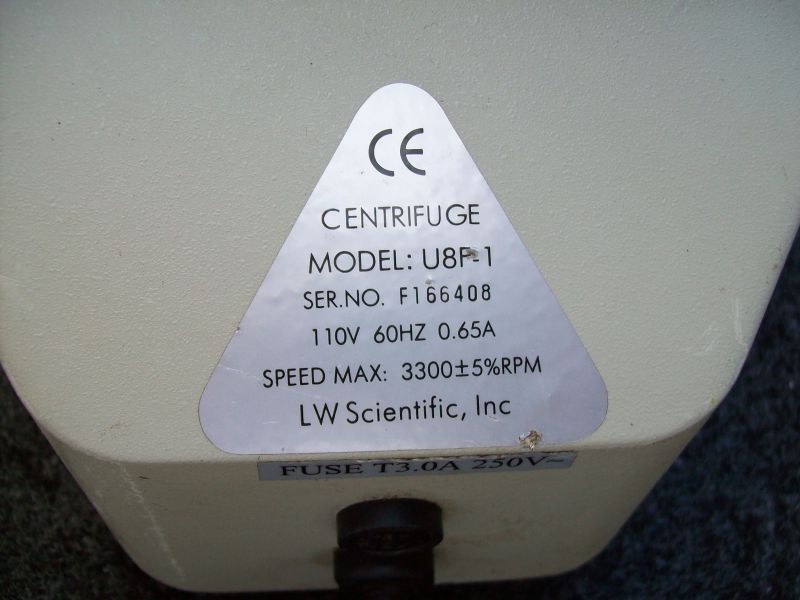 CE
CENTRIFUGE
MODEL: U8F-1
SER.NO. F166408
110V 60HZ 0.65A
SPEED MAX: 3300±5%RPM
LW Scientific, Inc
FUSE T3.0A 250V~